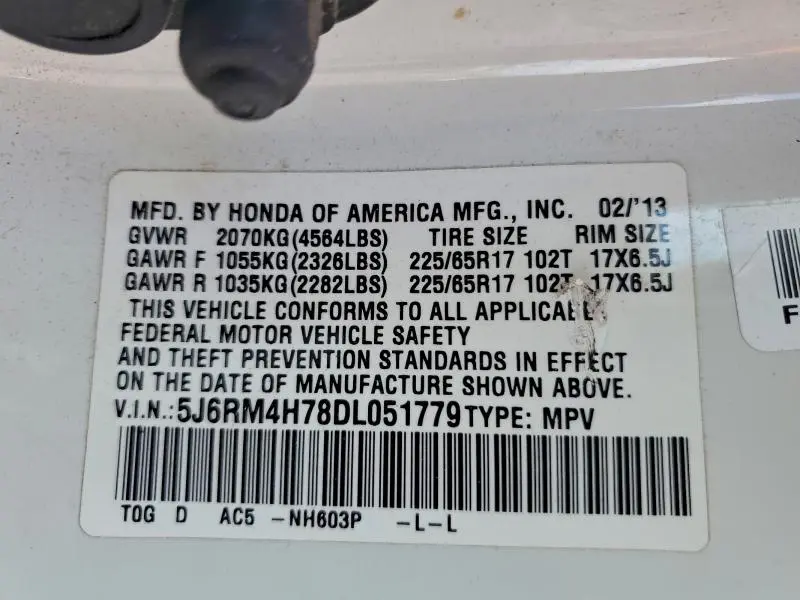 MFD. BY HONDA OF AMERICA MFG., INC. 02/'13
GVWR 2070KG(4564LBS) TIRE SIZE RIM SIZE
GAWR F 1055KG(2326LBS) 225/65R17 102T 17X6.5J
GAWR R 1035KG(2282LBS) 225/65R17 102T 17X6.5J
THIS VEHICLE CONFORMS TO ALL APPLICABLE
FEDERAL MOTOR VEHICLE SAFETY
AND THEFT PREVENTION STANDARDS IN EFFECT
ON THE DATE OF MANUFACTURE SHOWN ABOVE.
V.I.N.:5J6RM4H78DL051779 TYPE: MPV
TOG D AC5 -NH603P -L-L
F